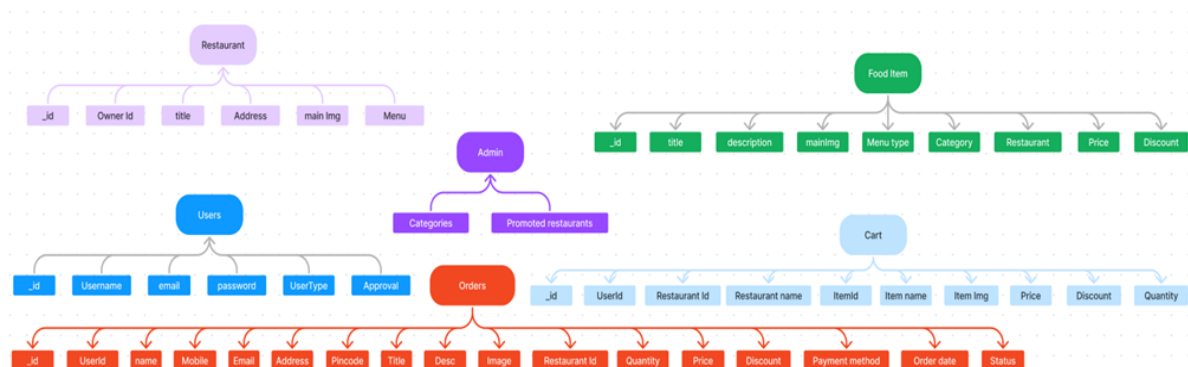 Restaurant
_id
Owner Id
title
Address
main Img
Menu
Food Item
_id
title
description
mainImg
Menu type
Category
Restaurant
Price
Discount
Admin
Categories
Promoted restaurants
Users
_id
Username
email
password
UserType
Approval
Cart
_id
UserId
Restaurant Id
Restaurant name
ItemId
Item name
Item Img
Price
Discount
Quantity
Orders
_id
UserId
name
Mobile
Email
Address
Pincode
Title
Desc
Image
Restaurant Id
Quantity
Price
Discount
Payment method
Order date
Status